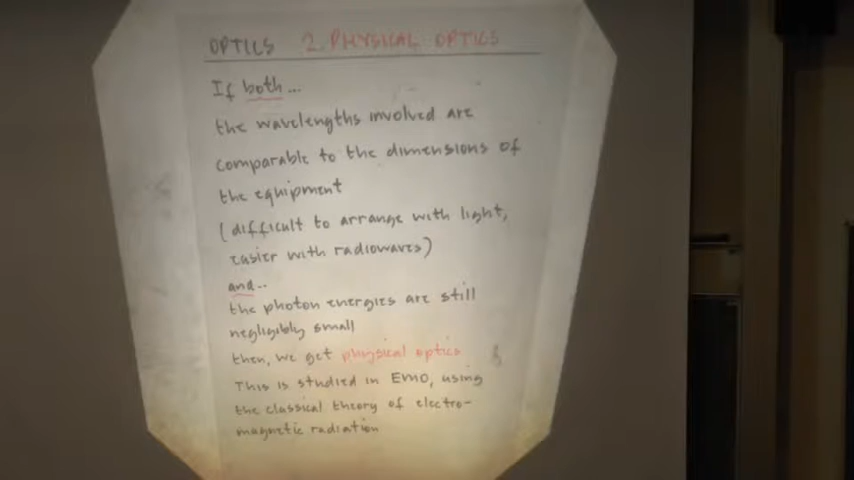 OPTICS 2. PHYSICAL OPTICS
If both...
the wavelengths involved are
comparable to the dimensions of
the equipment
(difficult to arrange with light,
easier with radiowaves)
and..
the photon energies are still
negligibly small
then, we get physical optics
This is studied in EMO, using
the classical theory of electro-
magnetic radiation